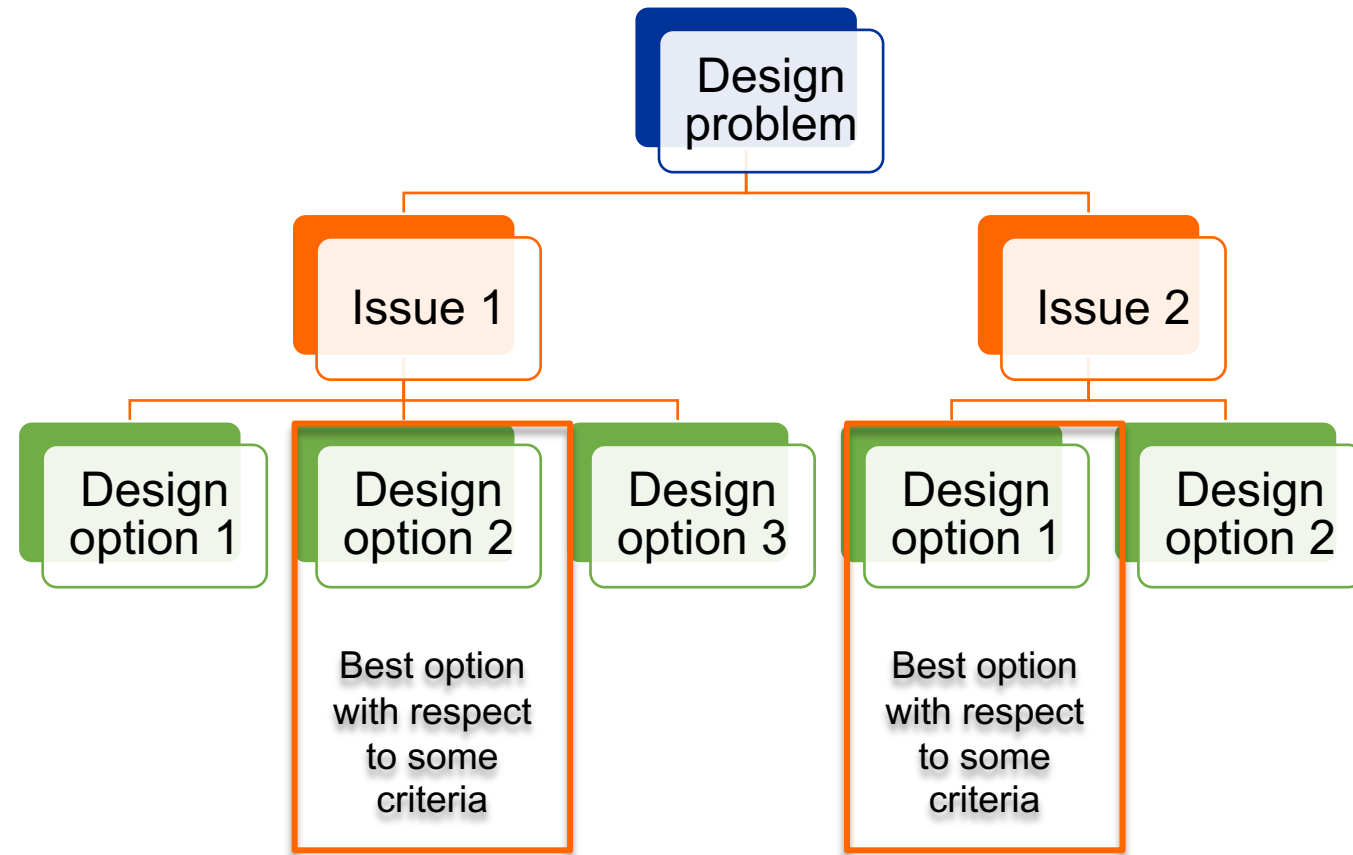 Design
problem
Issue 1
Issue 2
Design
option 1
Design
option 2
Design
option 3
Design
option 1
Design
option 2
Best option
with respect
to some
criteria
Best option
with respect
to some
criteria